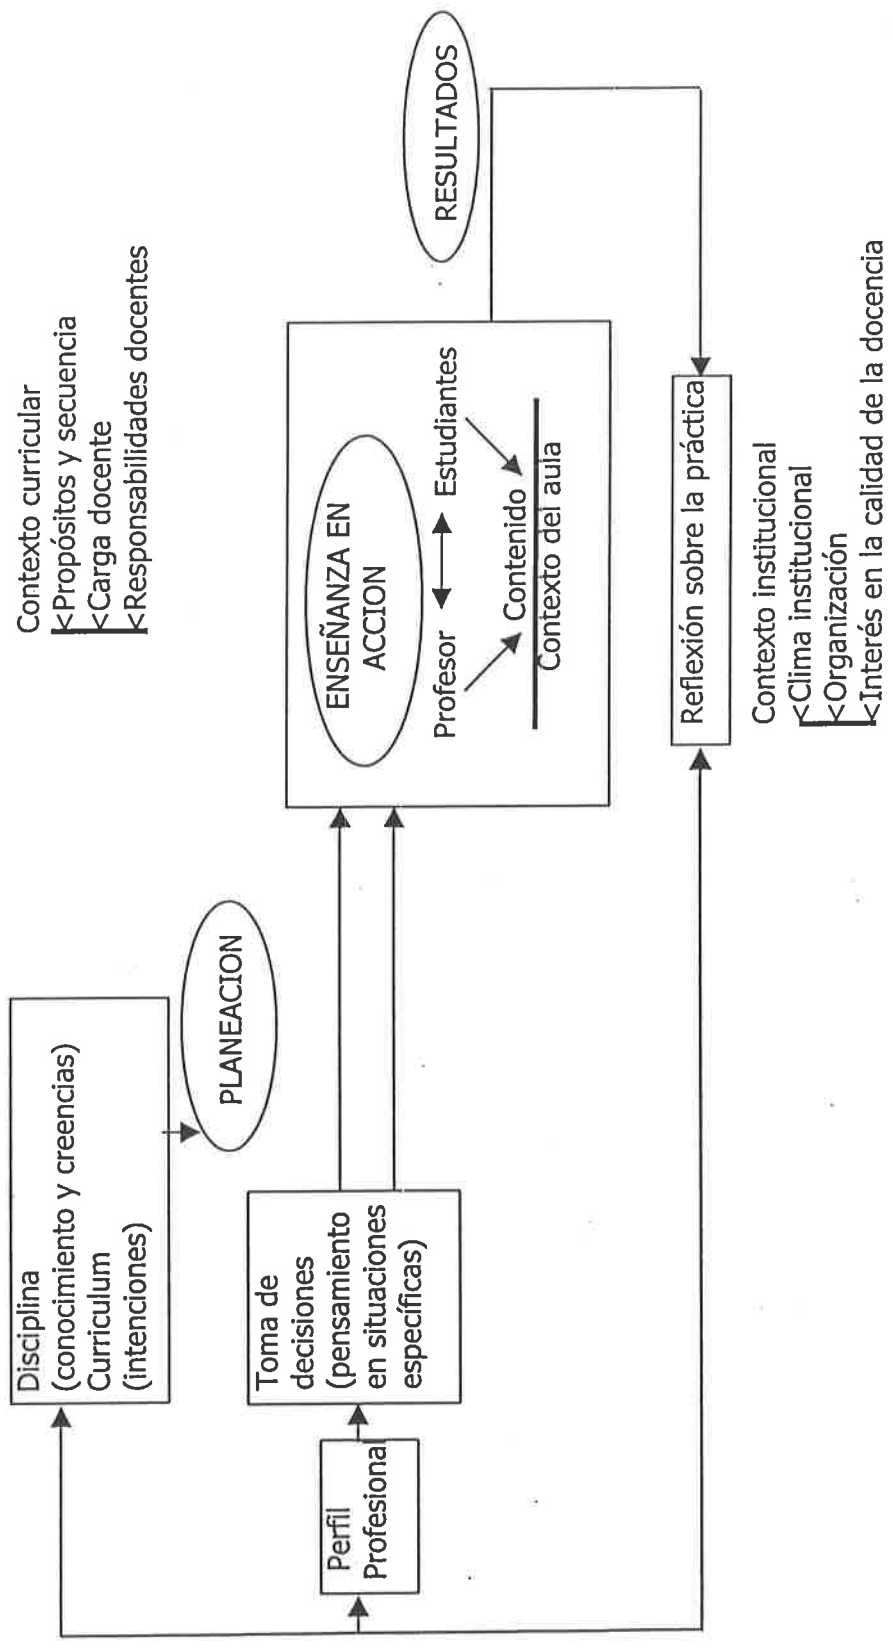 Disciplina
(conocimiento y creencias)
Curriculum
(intenciones)
PLANEACION
Contexto curricular
<Propósitos y secuencia
<Carga docente
<Responsabilidades docentes
Perfil
Profesional
Toma de
decisiones
(pensamiento
en situaciones
específicas)
ENSEÑANZA EN
ACCION
Profesor
Estudiantes
Contenido
Contexto del aula
RESULTADOS
Reflexión sobre la práctica
Contexto institucional
<Clima institucional
<Organización
<Interés en la calidad de la docencia